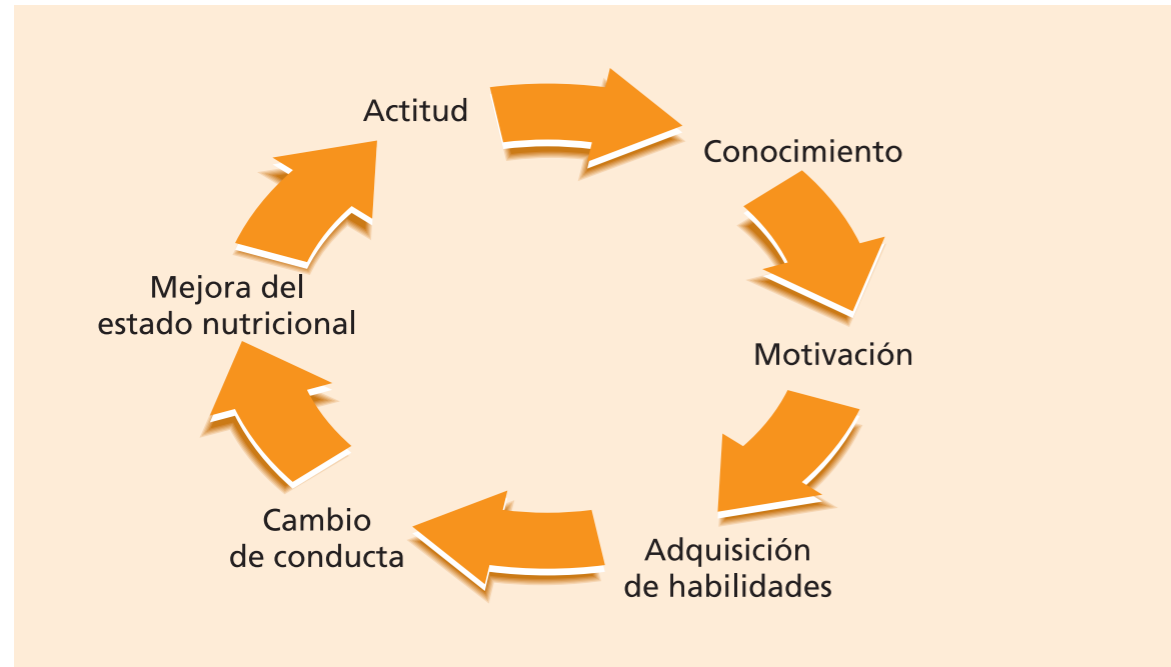 Actitud
Conocimiento
Motivación
Adquisición
de habilidades
Cambio
de conducta
Mejora del
estado nutricional